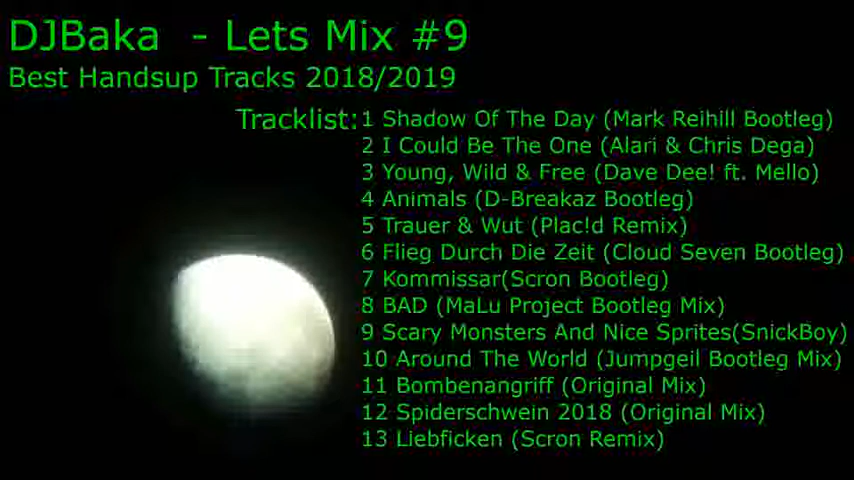 DJBaka - Lets Mix #9
Best Handsup Tracks 2018/2019
Tracklist: 1 Shadow Of The Day (Mark Reihill Bootleg)
2 I Could Be The One (Alari & Chris Dega)
3 Young, Wild & Free (Dave Dee! ft. Mello)
4 Animals (D-Breakaz Bootleg)
5 Trauer & Wut (Plac!d Remix)
6 Flieg Durch Die Zeit (Cloud Seven Bootleg)
7 Kommissar(Scron Bootleg)
8 BAD (MaLu Project Bootleg Mix)
9 Scary Monsters And Nice Sprites(SnickBoy)
10 Around The World (Jumpgeil Bootleg Mix)
11 Bombenangriff (Original Mix)
12 Spiderschwein 2018 (Original Mix)
13 Liebficken (Scron Remix)